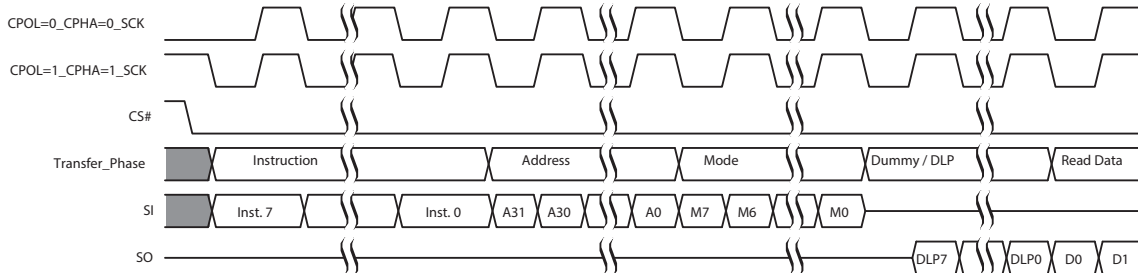 CPOL=0_CPHA=0_SCK
CPOL=1_CPHA=1_SCK
CS#
Transfer_Phase Instruction Address Mode Dummy / DLP Read Data
SI Inst. 7 Inst. 0 A31 A30 A0 M7 M6 M0
SO DLP7 DLP0 D0 D1